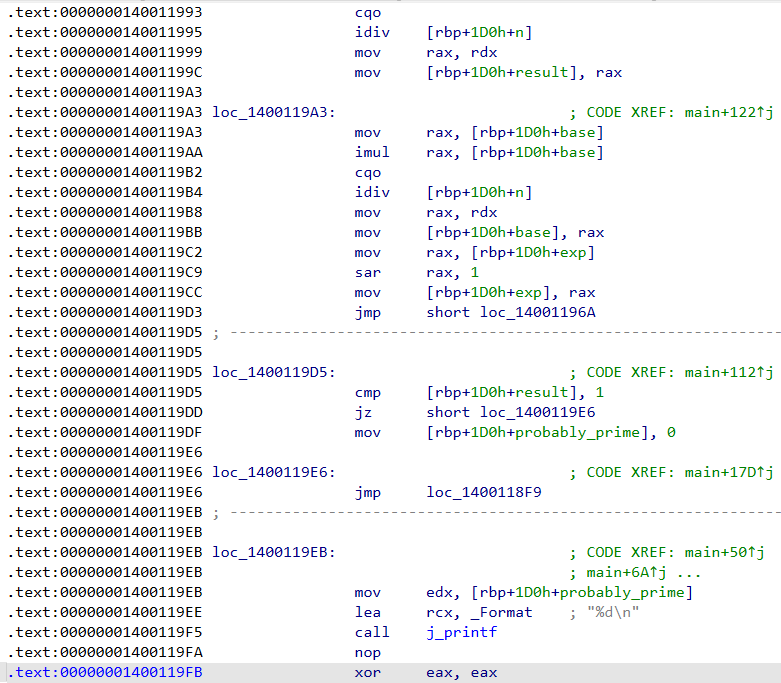 .text:0000000140011993 cqo
.text:0000000140011995 idiv [rbp+1D0h+n]
.text:0000000140011999 mov rax, rdx
.text:000000014001199C mov [rbp+1D0h+result], rax
.text:00000001400119A3
.text:00000001400119A3 loc_1400119A3: ; CODE XREF: main+122↑j
.text:00000001400119A3 mov rax, [rbp+1D0h+base]
.text:00000001400119AA imul rax, [rbp+1D0h+base]
.text:00000001400119B2 cqo
.text:00000001400119B4 idiv [rbp+1D0h+n]
.text:00000001400119B8 mov rax, rdx
.text:00000001400119BB mov [rbp+1D0h+base], rax
.text:00000001400119C2 mov rax, [rbp+1D0h+exp]
.text:00000001400119C9 sar rax, 1
.text:00000001400119CC mov [rbp+1D0h+exp], rax
.text:00000001400119D3 jmp short loc_14001196A
.text:00000001400119D5 ; ---------------------------------------------------------------
.text:00000001400119D5
.text:00000001400119D5 loc_1400119D5: ; CODE XREF: main+112↑j
.text:00000001400119D5 cmp [rbp+1D0h+result], 1
.text:00000001400119DD jz short loc_1400119E6
.text:00000001400119DF mov [rbp+1D0h+probably_prime], 0
.text:00000001400119E6
.text:00000001400119E6 loc_1400119E6: ; CODE XREF: main+17D↑j
.text:00000001400119E6 jmp loc_1400118F9
.text:00000001400119EB ; ---------------------------------------------------------------
.text:00000001400119EB
.text:00000001400119EB loc_1400119EB: ; CODE XREF: main+50↑j
.text:00000001400119EB ; main+6A↑j ...
.text:00000001400119EB mov edx, [rbp+1D0h+probably_prime]
.text:00000001400119EE lea rcx, _Format ; "%d\n"
.text:00000001400119F5 call j_printf
.text:00000001400119FA nop
.text:00000001400119FB xor eax, eax